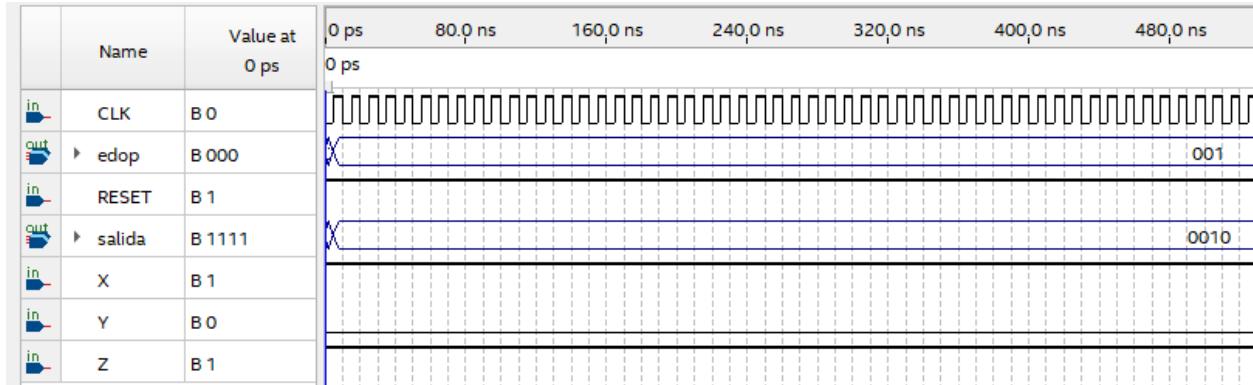 Name Value at 0 ps
0 ps 80.0 ns 160.0 ns 240.0 ns 320.0 ns 400.0 ns 480.0 ns
0 ps
in CLK B 0
out edop B 000 001
in RESET B 1
out salida B 1111 0010
in X B 1
in Y B 0
in Z B 1